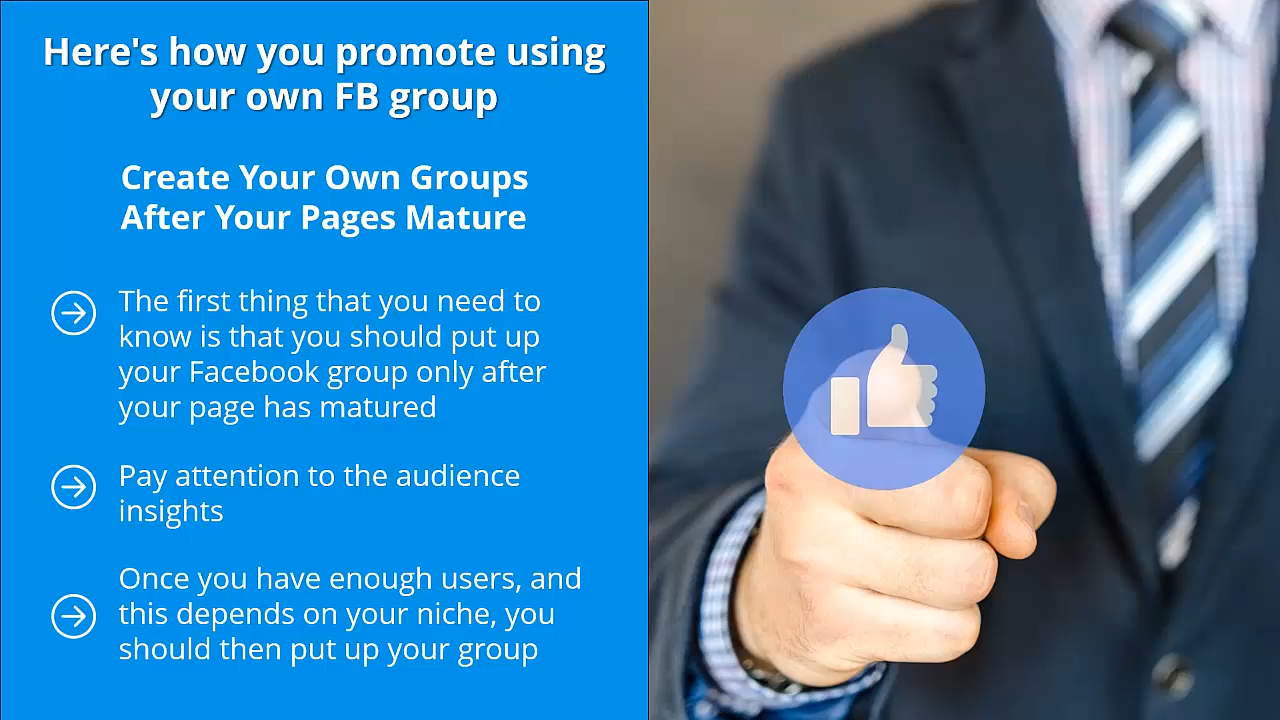 Here's how you promote using
your own FB group
Create Your Own Groups
After Your Pages Mature
The first thing that you need to
know is that you should put up
your Facebook group only after
your page has matured
Pay attention to the audience
insights
Once you have enough users, and
this depends on your niche, you
should then put up your group